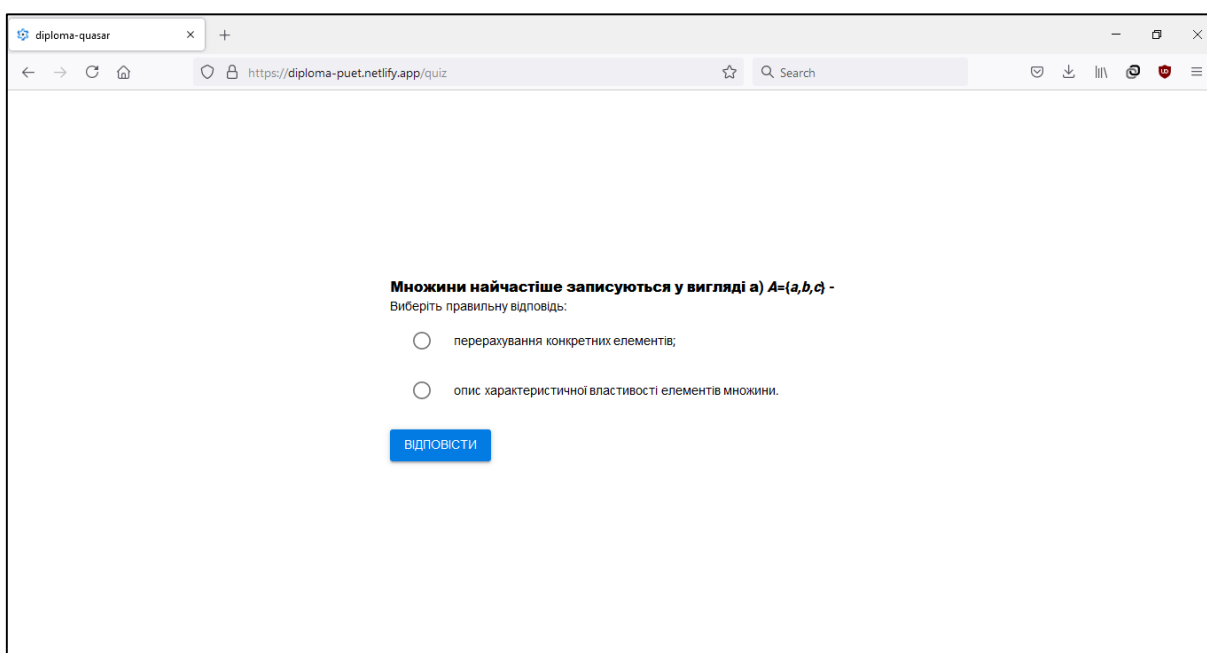 diploma-quasar
https://diploma-puet.netlify.app/quiz
Search
Множини найчастіше записуються у вигляді а) A={a,b,c} -
Виберіть правильну відповідь:
перерахування конкретних елементів;
опис характеристичної властивості елементів множини.
ВІДПОВІСТИ